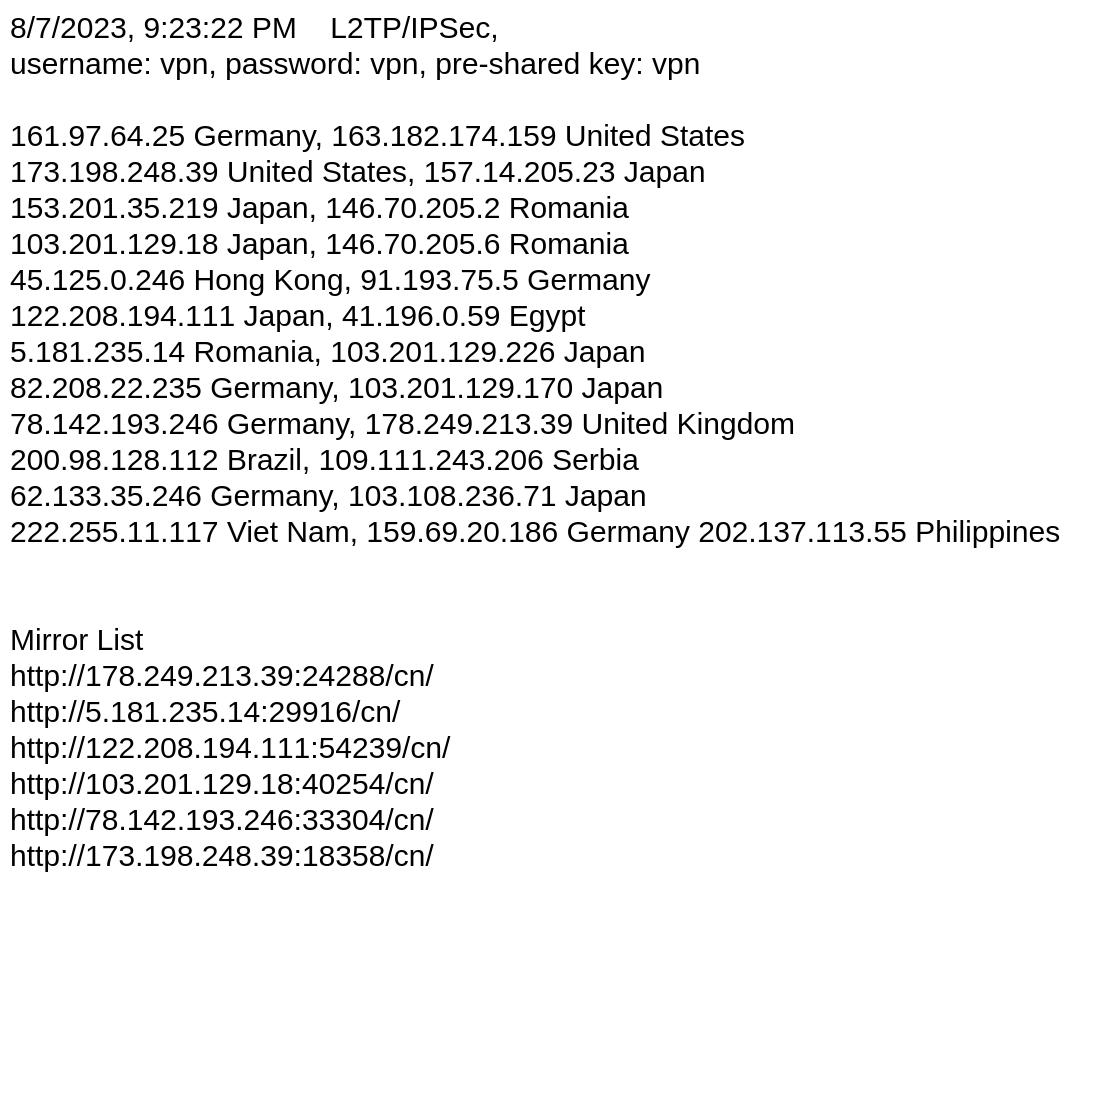 8/7/2023, 9:23:22 PM    L2TP/IPSec,
username: vpn, password: vpn, pre-shared key: vpn
161.97.64.25 Germany, 163.182.174.159 United States
173.198.248.39 United States, 157.14.205.23 Japan
153.201.35.219 Japan, 146.70.205.2 Romania
103.201.129.18 Japan, 146.70.205.6 Romania
45.125.0.246 Hong Kong, 91.193.75.5 Germany
122.208.194.111 Japan, 41.196.0.59 Egypt
5.181.235.14 Romania, 103.201.129.226 Japan
82.208.22.235 Germany, 103.201.129.170 Japan
78.142.193.246 Germany, 178.249.213.39 United Kingdom
200.98.128.112 Brazil, 109.111.243.206 Serbia
62.133.35.246 Germany, 103.108.236.71 Japan
222.255.11.117 Viet Nam, 159.69.20.186 Germany 202.137.113.55 Philippines
Mirror List
http://178.249.213.39:24288/cn/
http://5.181.235.14:29916/cn/
http://122.208.194.111:54239/cn/
http://103.201.129.18:40254/cn/
http://78.142.193.246:33304/cn/
http://173.198.248.39:18358/cn/